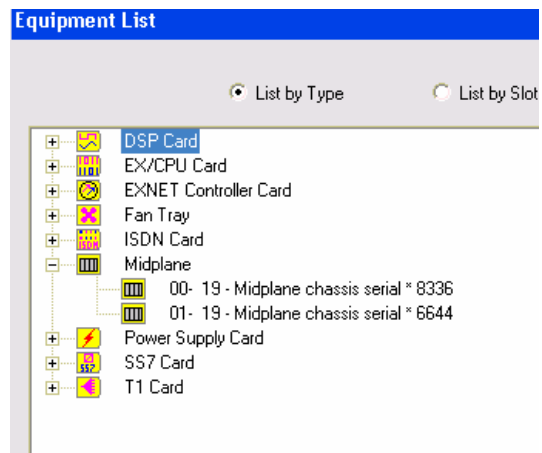 Equipment List
List by Type List by Slot
DSP Card
EX/CPU Card
EXNET Controller Card
Fan Tray
ISDN Card
Midplane
00- 19 - Midplane chassis serial * 8336
01- 19 - Midplane chassis serial * 6644
Power Supply Card
SS7 Card
T1 Card